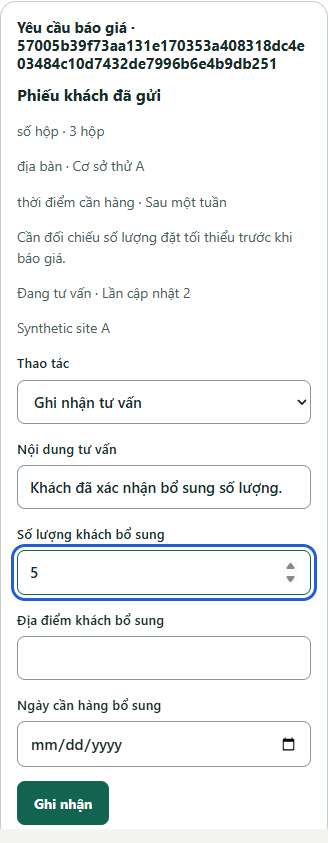 Yêu cầu báo giá ·
57005b39f73aa131e170353a408318dc4e
03484c10d7432de7996b6e4b9db251
Phiếu khách đã gửi
số hộp · 3 hộp
địa bàn · Cơ sở thử A
thời điểm cần hàng · Sau một tuần
Cần đối chiếu số lượng đặt tối thiểu trước khi
báo giá.
Đang tư vấn · Lần cập nhật 2
Synthetic site A
Thao tác
Ghi nhận tư vấn
Nội dung tư vấn
Khách đã xác nhận bổ sung số lượng.
Số lượng khách bổ sung
5
Địa điểm khách bổ sung
Ngày cần hàng bổ sung
mm/dd/yyyy
Ghi nhận